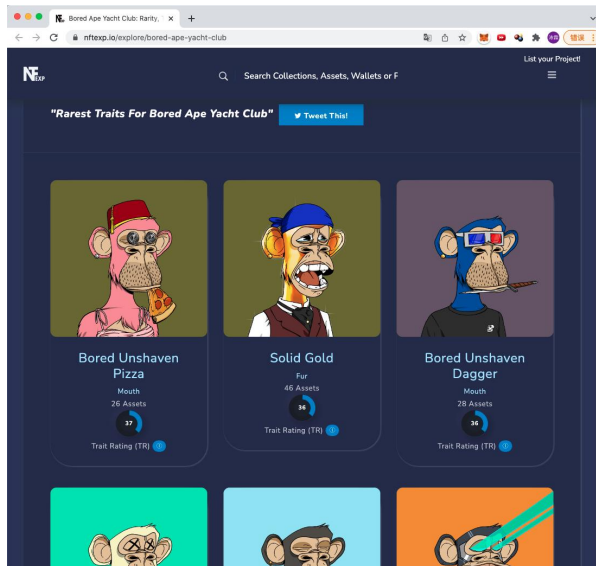 Bored Ape Yacht Club: Rarity,
nftexp.io/explore/bored-ape-yacht-club
错误
List your Project!
NFEXP
Search Collections, Assets, Wallets or F
"Rarest Traits For Bored Ape Yacht Club"
Tweet This!
Bored Unshaven
Pizza
Mouth
26 Assets
37
Trait Rating (TR)
Solid Gold
Fur
46 Assets
36
Trait Rating (TR)
Bored Unshaven
Dagger
Mouth
28 Assets
36
Trait Rating (TR)